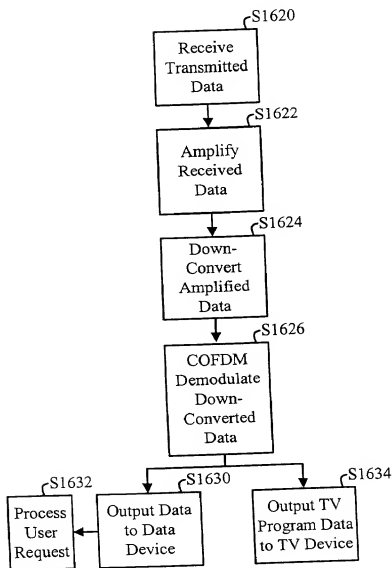 S1620
Receive
Transmitted
Data
S1622
Amplify
Received
Data
S1624
Down-
Convert
Amplified
Data
S1626
COFDM
Demodulate
Down-
Converted
Data
S1632
Process
User
Request
S1630
Output Data
to Data
Device
S1634
Output TV
Program Data
to TV Device